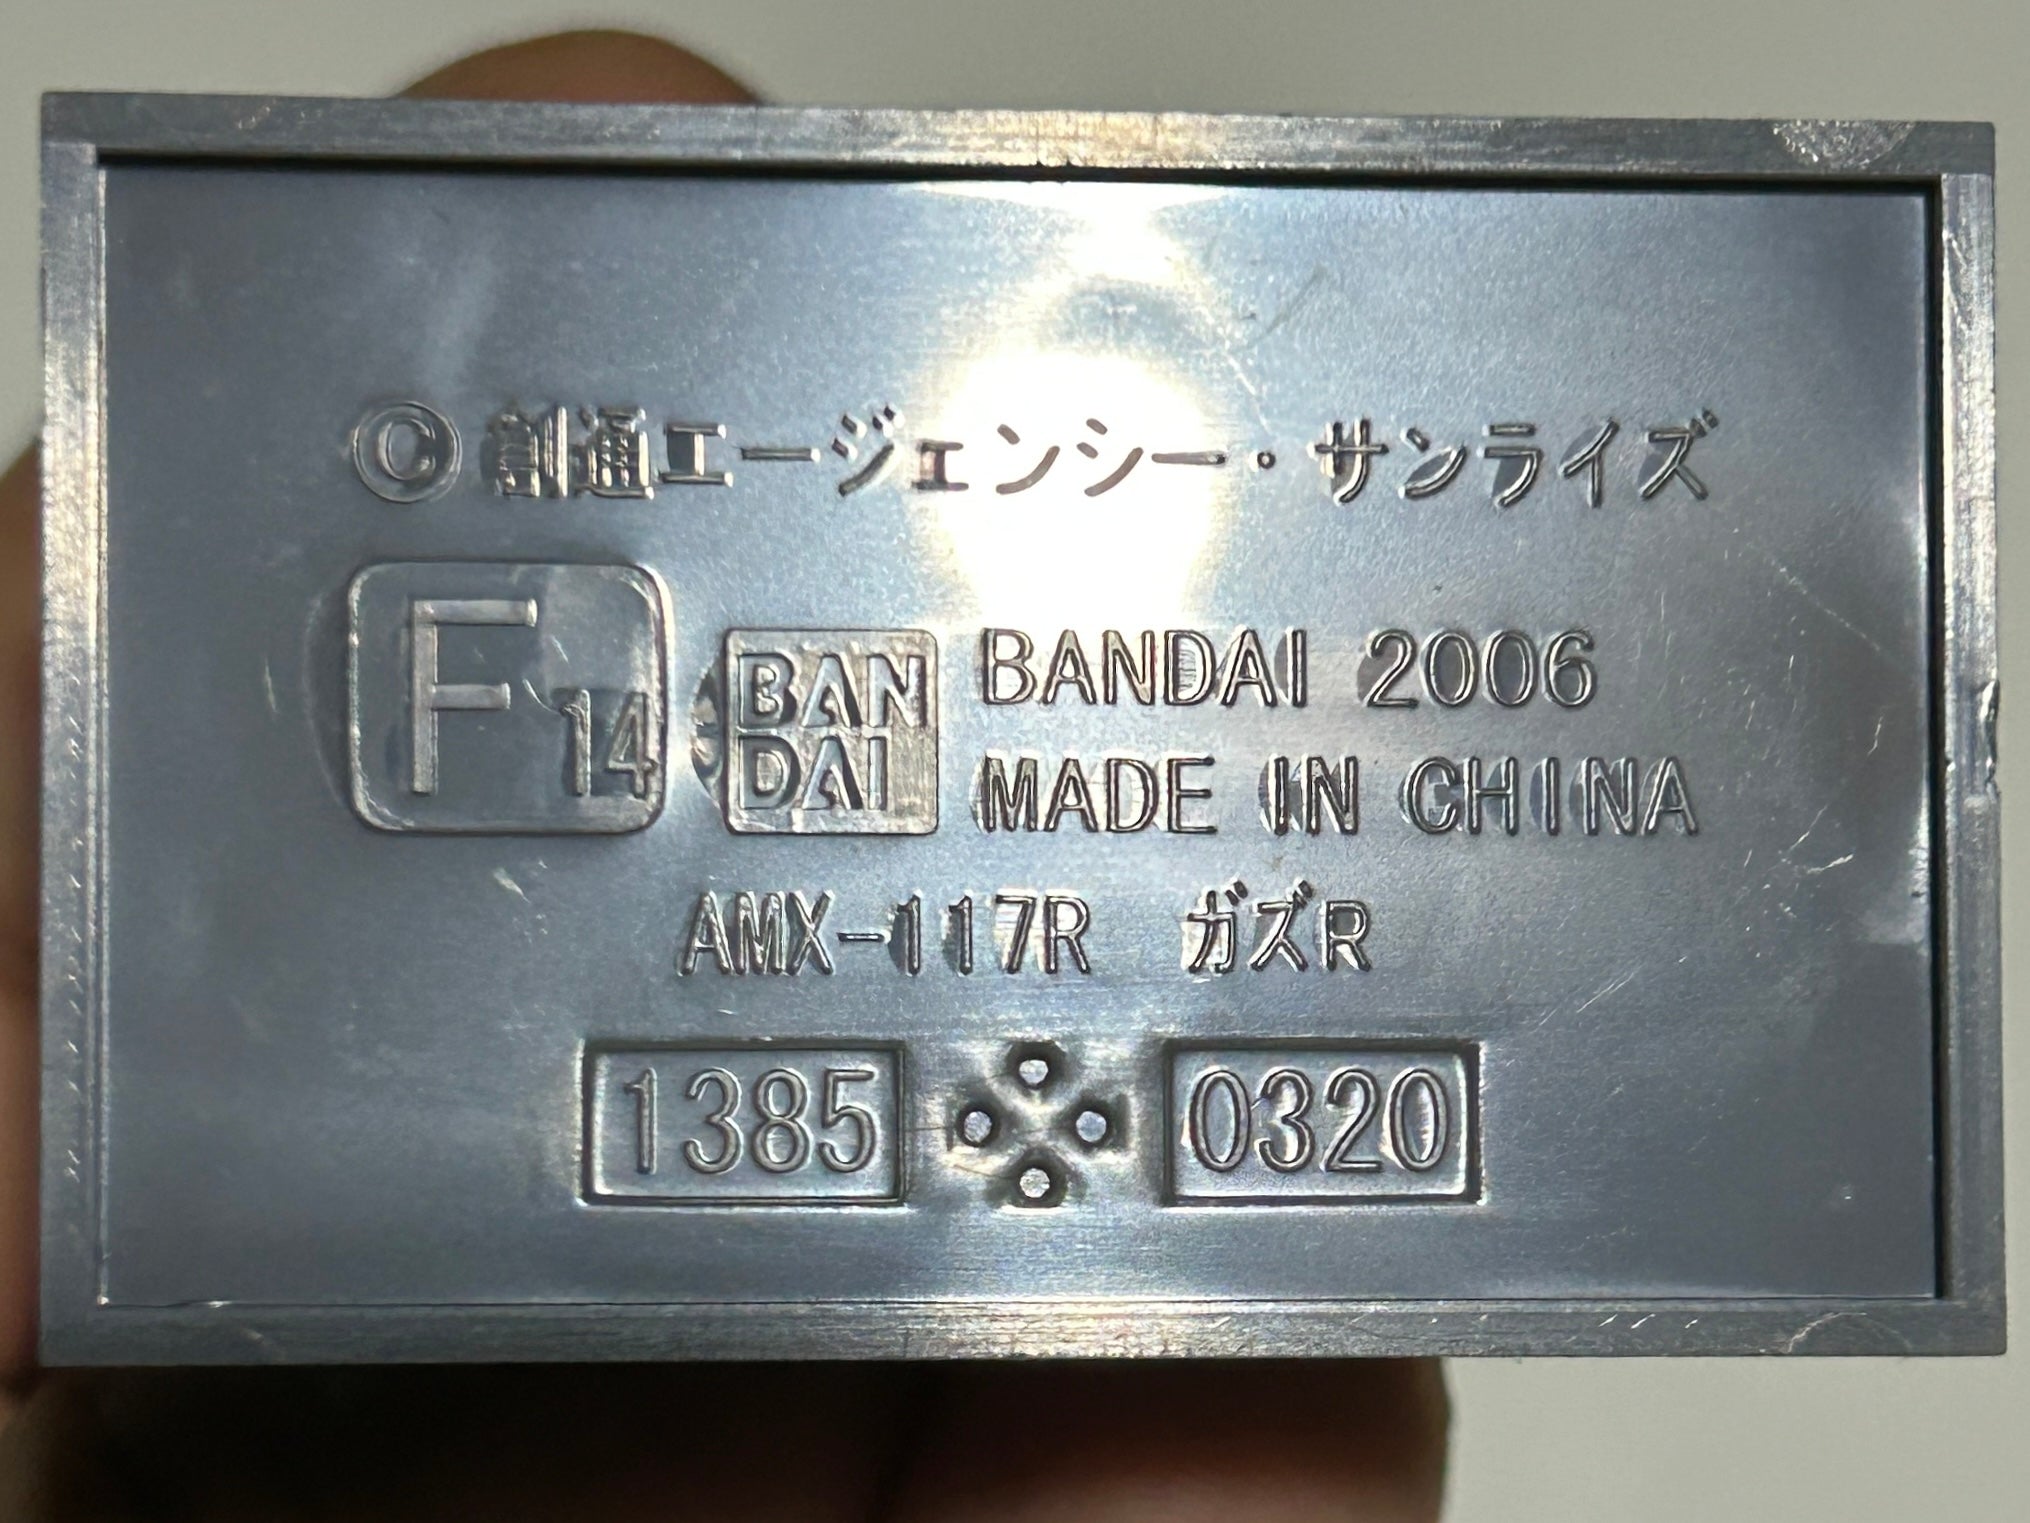 © 創通エージェンシー・サンライズ
F 14
BAN
DAI
BANDAI 2006
MADE IN CHINA
AMX-117R ガズR
1385 0320